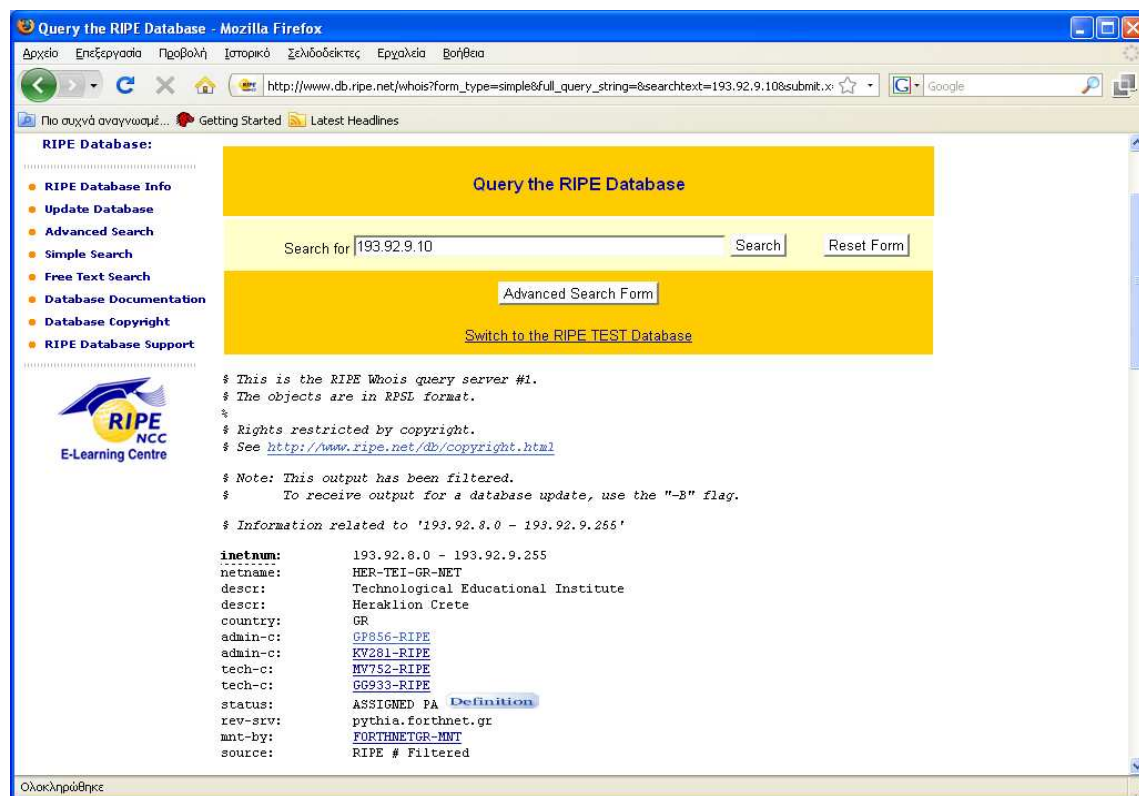 Query the RIPE Database - Mozilla Firefox
Αρχείο Επεξεργασία Προβολή Ιστορικό Σελιδοδείκτες Εργαλεία Βοήθεια
http://www.db.ripe.net/whois?form_type=simple&full_query_string=&searchtext=193.92.9.10&submit.x
G Google
Πιο συχνά αναγνωσμέ... Getting Started Latest Headlines
RIPE Database:
RIPE Database Info
Update Database
Advanced Search
Simple Search
Free Text Search
Database Documentation
Database Copyright
RIPE Database Support
RIPE
NCC
E-Learning Centre
Query the RIPE Database
Search for 193.92.9.10 Search Reset Form
Advanced Search Form
Switch to the RIPE TEST Database
% This is the RIPE Whois query server #1.
% The objects are in RPSL format.
%
% Rights restricted by copyright.
% See http://www.ripe.net/db/copyright.html
% Note: This output has been filtered.
% To receive output for a database update, use the "-B" flag.
% Information related to '193.92.8.0 - 193.92.9.255'
inetnum: 193.92.8.0 - 193.92.9.255
netname: HER-TEI-GR-NET
descr: Technological Educational Institute
descr: Heraklion Crete
country: GR
admin-c: GP856-RIPE
admin-c: KV281-RIPE
tech-c: MV752-RIPE
tech-c: GG933-RIPE
status: ASSIGNED PA Definition
rev-srv: pythia.forthnet.gr
mnt-by: FORTHNETGR-MNT
source: RIPE # Filtered
Ολοκληρώθηκε